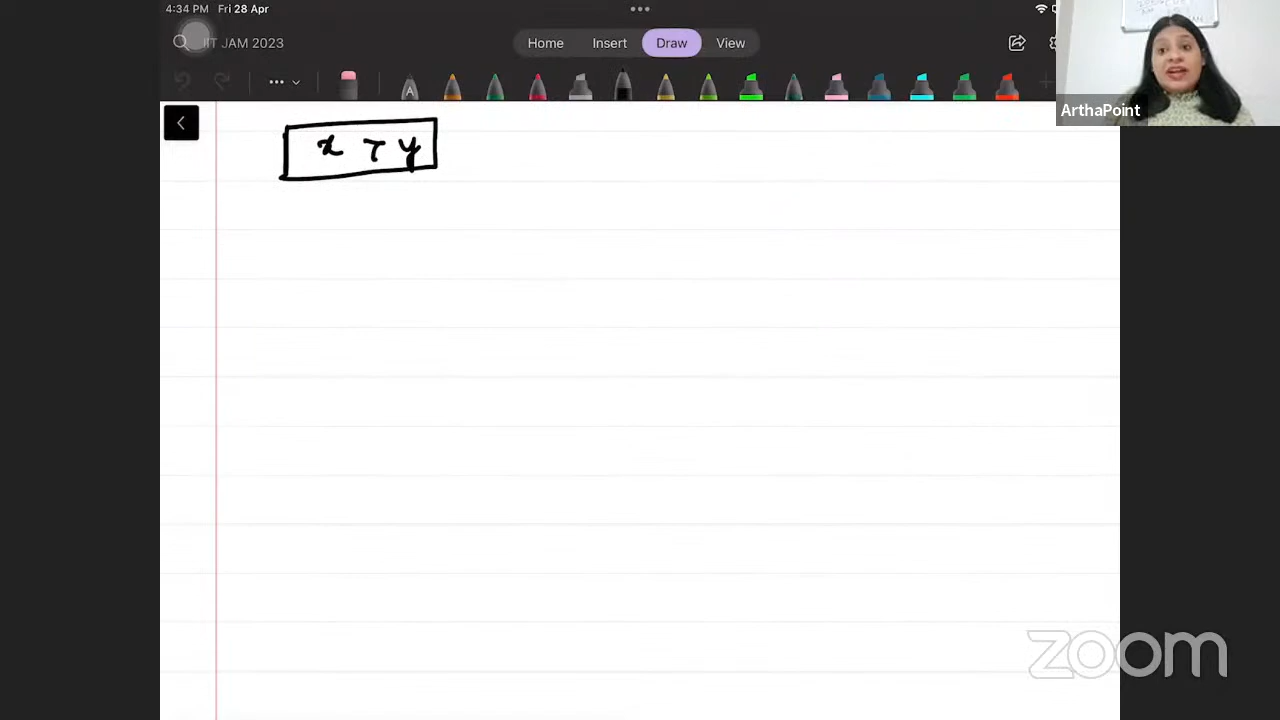 4:34 PM Fri 28 Apr
IIT JAM 2023
Home Insert Draw View
A
ArthaPoint
x T y
zoom